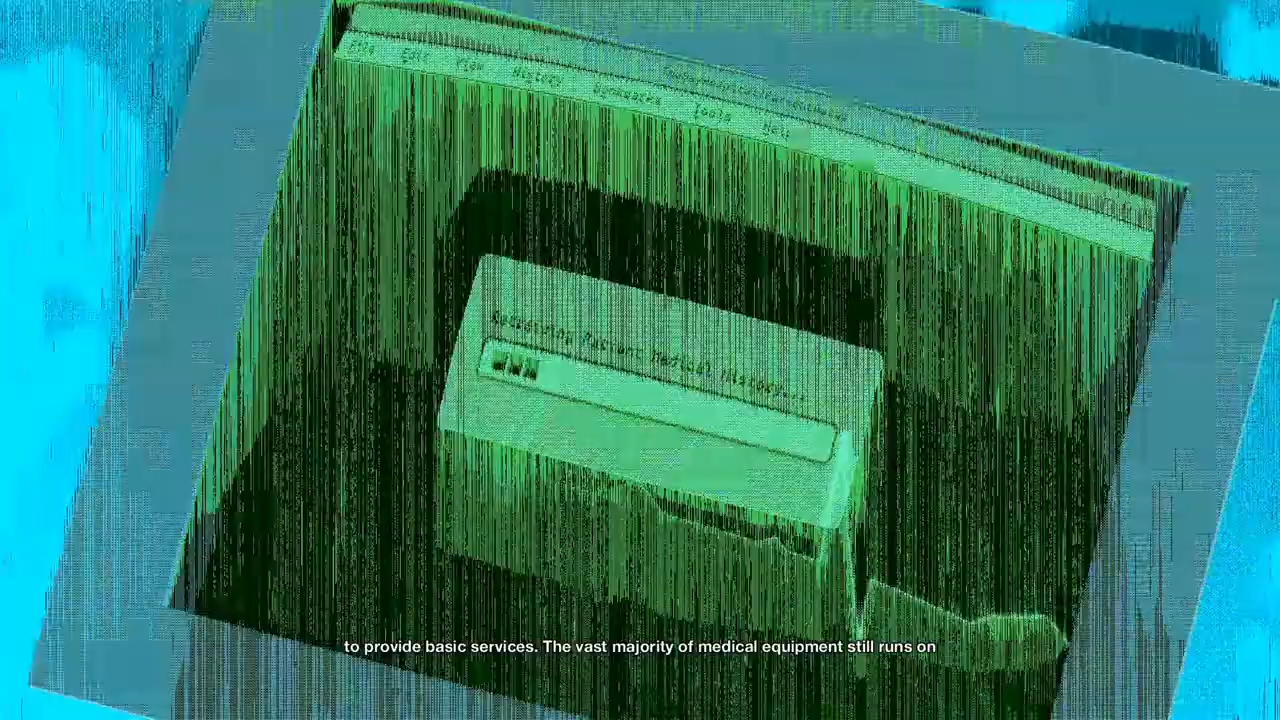 File Edit View History Bookmarks Tools Help
Accessing Patient Medical History...
to provide basic services. The vast majority of medical equipment still runs on